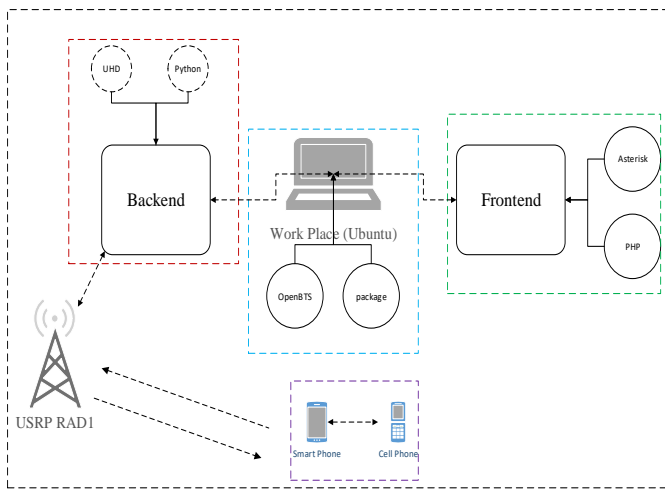 UHD
Python
Backend
Work Place (Ubuntu)
OpenBTS
package
Frontend
Asterisk
PHP
USRP RAD1
Smart Phone
Cell Phone